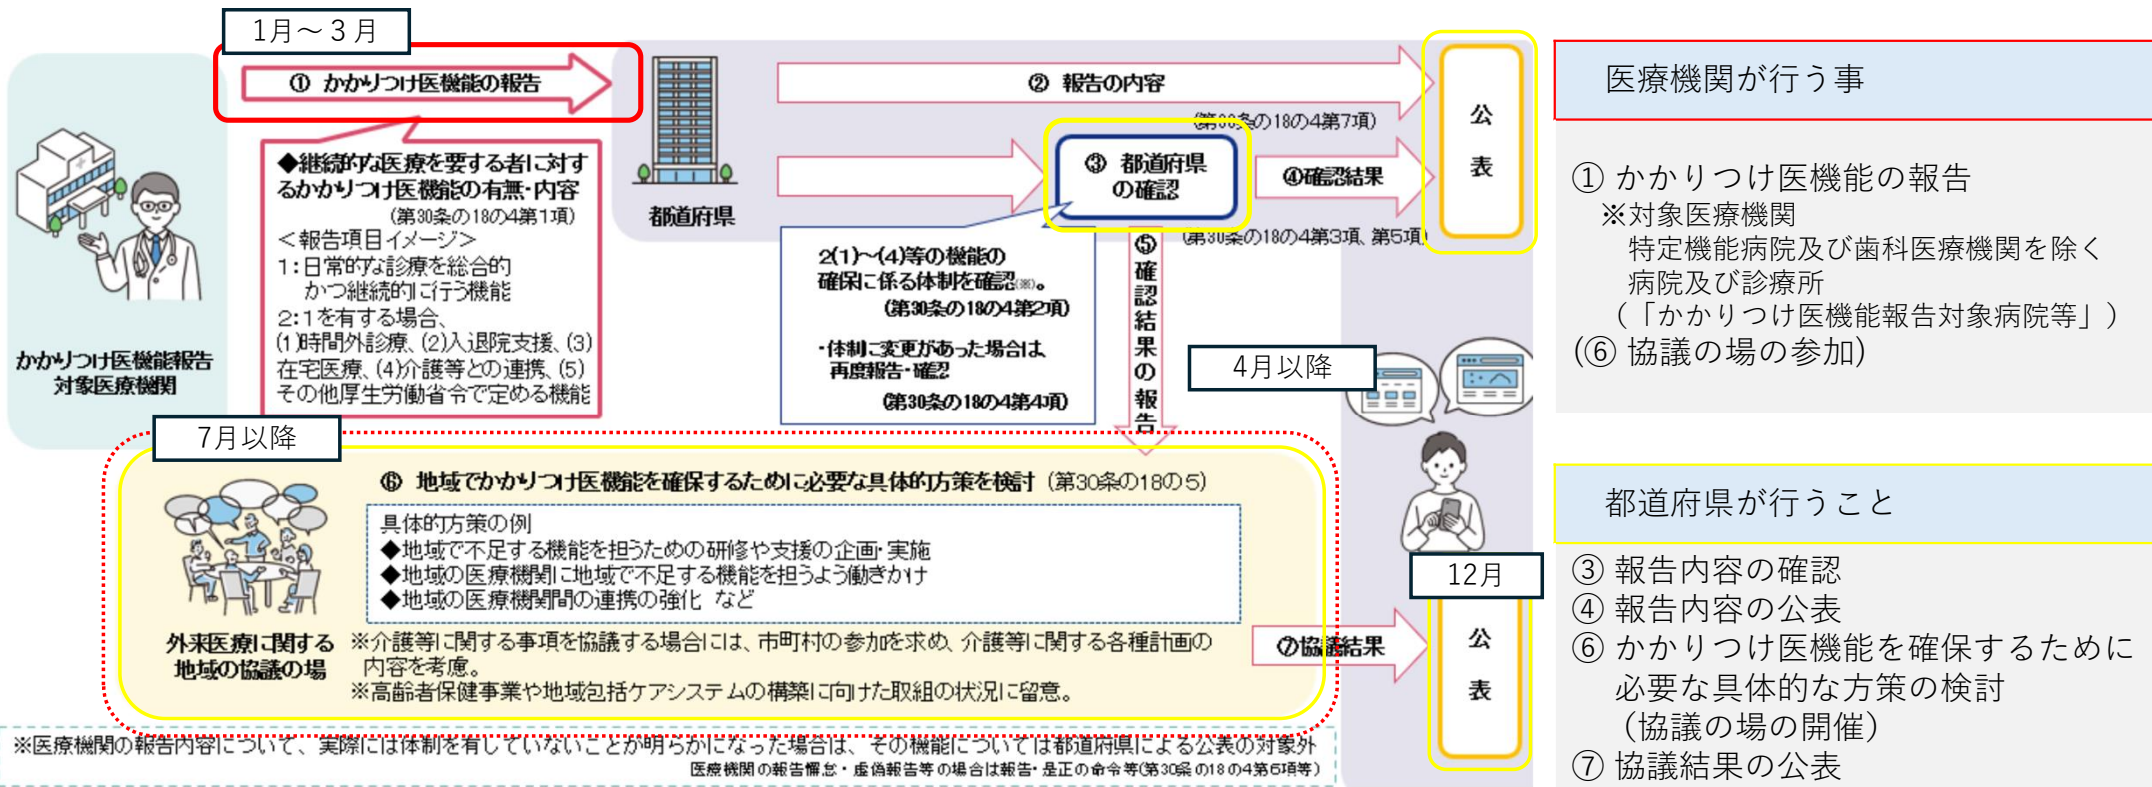 1月～３月
① かかりつけ医機能の報告
かかりつけ医機能報告
対象医療機関
◆継続的な医療を要する者に対す
るかかりつけ医機能の有無･内容
(第30条の18の4第1項)
＜報告項目イメージ＞
1：日常的な診療を総合的
かつ継続的に行う機能
2：1を有する場合、
(1)時間外診療、(2)入退院支援、(3)
在宅医療、(4)介護等との連携、(5)
その他厚生労働省令で定める機能
都道府県
② 報告の内容
(第30条の18の4第7項)
③ 都道府県
の確認
④確認結果
(第30条の18の4第3項、第5項)
公
表
2(1)～(4)等の機能の
確保に係る体制を確認(※)。
(第30条の18の4第2項)
･体制に変更があった場合は、
再度報告･確認
(第30条の18の4第4項)
⑤確認結果の報告
4月以降
7月以降
⑥ 地域でかかりつけ医機能を確保するために必要な具体的方策を検討（第30条の18の5）
具体的方策の例
◆地域で不足する機能を担うための研修や支援の企画･実施
◆地域の医療機関に地域で不足する機能を担うよう働きかけ
◆地域の医療機関間の連携の強化 など
外来医療に関する
地域の協議の場
※介護等に関する事項を協議する場合には、市町村の参加を求め、介護等に関する各種計画の
内容を考慮。
※高齢者保健事業や地域包括ケアシステムの構築に向けた取組の状況に留意。
⑦協議結果
12月
公
表
※医療機関の報告内容について、実際には体制を有していないことが明らかになった場合は、その機能については都道府県による公表の対象外
医療機関の報告懈怠・虚偽報告等の場合は報告･是正の命令等(第30条の18の4第6項等)
医療機関が行う事
① かかりつけ医機能の報告
※対象医療機関
特定機能病院及び歯科医療機関を除く
病院及び診療所
（「かかりつけ医機能報告対象病院等」）
(⑥ 協議の場の参加)
都道府県が行うこと
③ 報告内容の確認
④ 報告内容の公表
⑥ かかりつけ医機能を確保するために
必要な具体的な方策の検討
（協議の場の開催）
⑦ 協議結果の公表